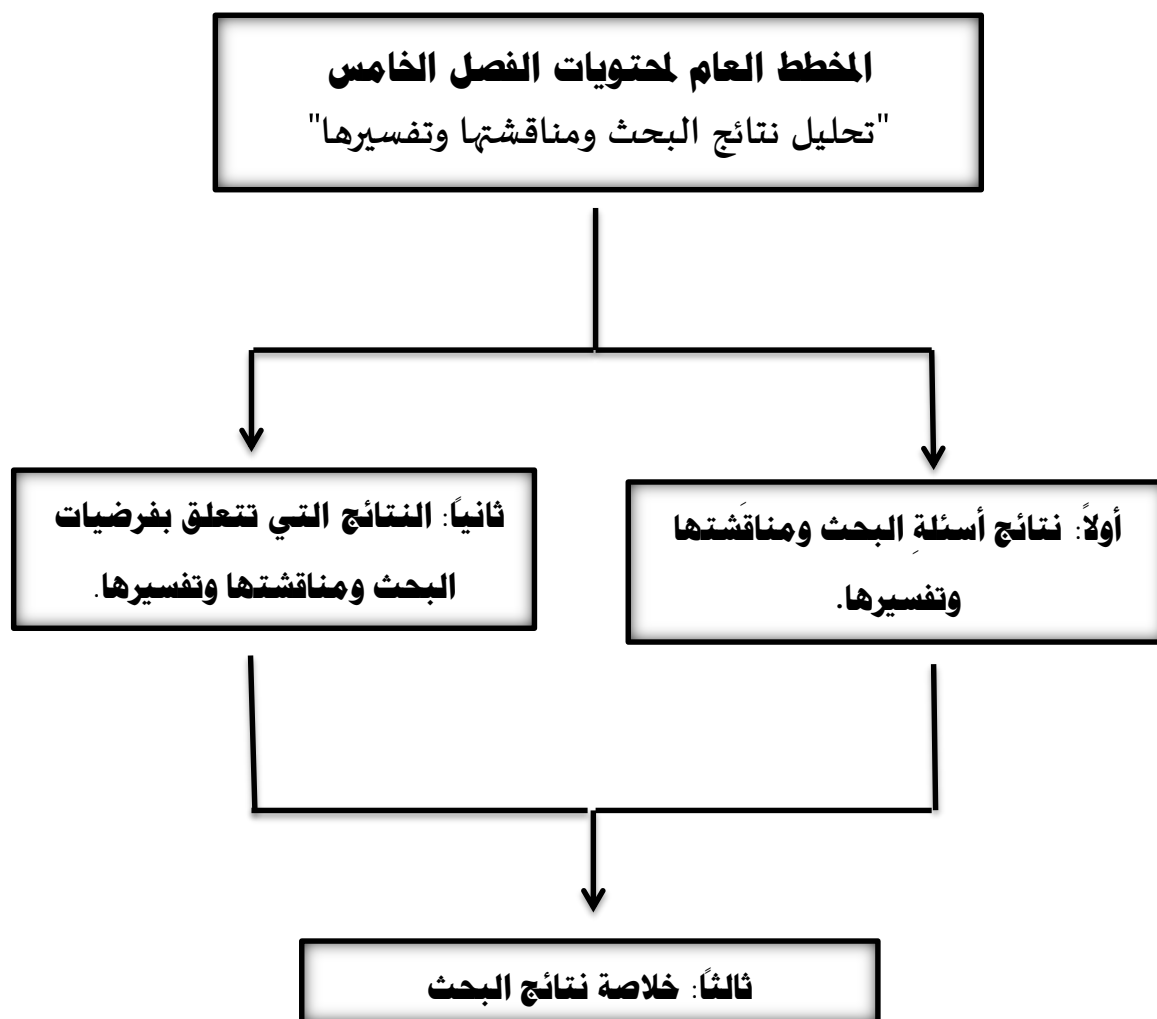 المخطط العام لمحتويات الفصل الخامس
"تحليل نتائج البحث ومناقشتها وتفسيرها"
أولاً: نتائج أسئلةِ البحث ومناقَشتها
وتفسيرها.
ثانياً: النتائج التي تتعلق بفرضيات
البحث ومناقشتها وتفسيرها.
ثالثاً: خلاصة نتائج البحث